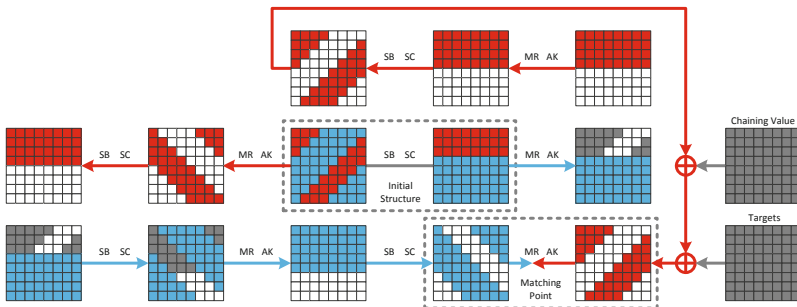 SB SC
MR AK
Chaining Value
SB SC
MR AK
SB SC
MR AK
Initial
Structure
Targets
SB SC
MR AK
SB SC
MR AK
Matching
Point